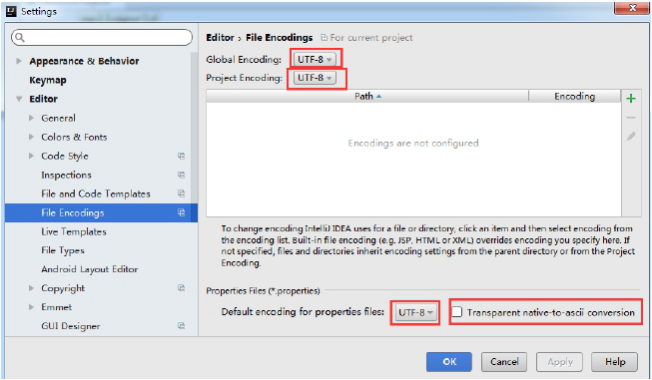 Settings
Editor › File Encodings For current project
Global Encoding: UTF-8
Project Encoding: UTF-8
Path Encoding
Encodings are not configured
To change encoding IntelliJ IDEA uses for a file or directory, click an item and then select encoding from
the encoding list. Built-in file encoding (e.g. JSP, HTML or XML) overrides encoding you specify here. If
not specified, files and directories inherit encoding settings from the parent directory or from the Project
Encoding.
Properties Files (*.properties)
Default encoding for properties files: UTF-8 Transparent native-to-ascii conversion
Appearance & Behavior
Keymap
Editor
General
Colors & Fonts
Code Style
Inspections
File and Code Templates
File Encodings
Live Templates
File Types
Android Layout Editor
Copyright
Emmet
GUI Designer
OK Cancel Apply Help